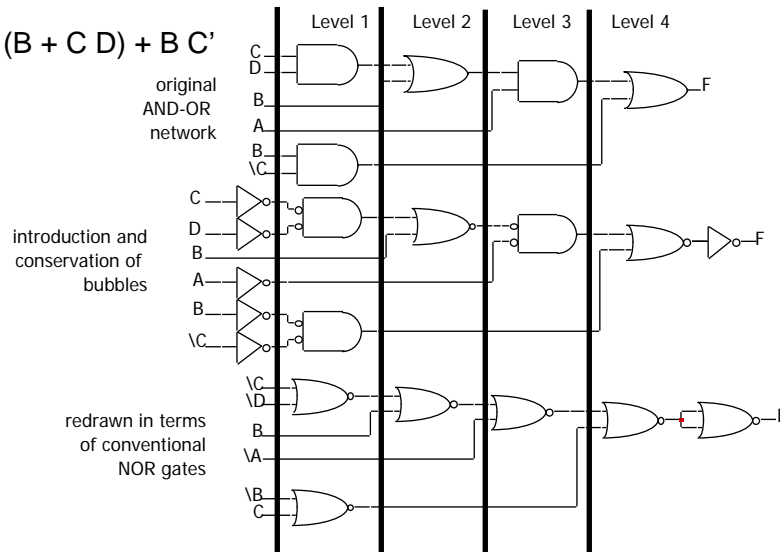 Level 1 Level 2 Level 3 Level 4
(B + C D) + B C’
C
D
original
AND-OR
network
B
A
F
B
\C
C
D
introduction and
conservation of
bubbles
B
A
F
B
\C
\C
\D
redrawn in terms
of conventional
NOR gates
B
\A
\B
C